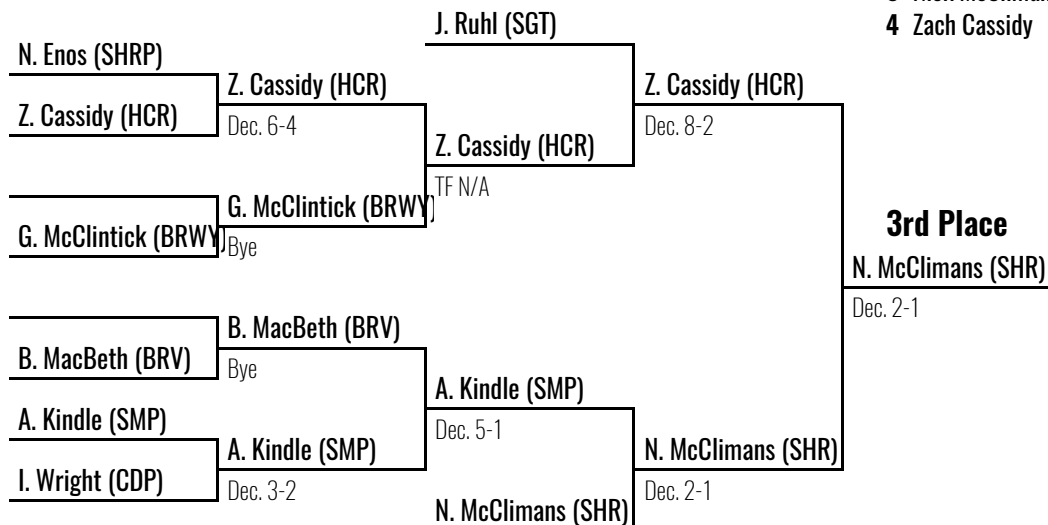 J. Ruhl (SGT)
4 Zach Cassidy
N. Enos (SHRP)
Z. Cassidy (HCR)
Z. Cassidy (HCR)
Dec. 6-4
Z. Cassidy (HCR)
Dec. 8-2
Z. Cassidy (HCR)
TF N/A
G. McClintick (BRWY)
Bye
G. McClintick (BRWY)
3rd Place
N. McClimans (SHR)
Dec. 2-1
B. MacBeth (BRV)
Bye
B. MacBeth (BRV)
A. Kindle (SMP)
Dec. 5-1
A. Kindle (SMP)
A. Kindle (SMP)
Dec. 3-2
I. Wright (CDP)
N. McClimans (SHR)
Dec. 2-1
N. McClimans (SHR)